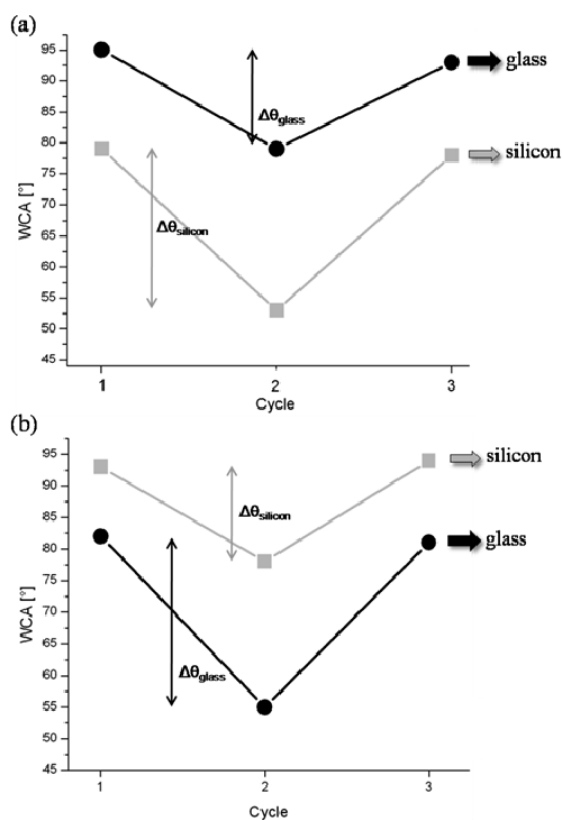 (a)
95
90
85
80
75
70
65
60
55
50
45
WCA [°]
Δθglass
Δθsilicon
glass
silicon
1 2 3
Cycle
(b)
95
90
85
80
75
70
65
60
55
50
45
WCA [°]
Δθsilicon
Δθglass
silicon
glass
1 2 3
Cycle